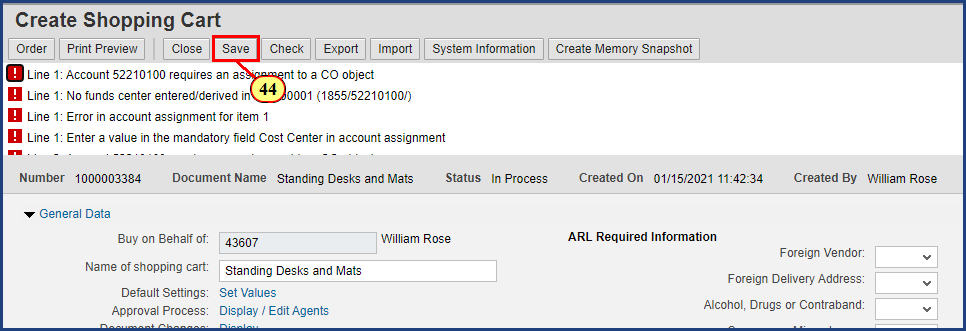 Create Shopping Cart
Order Print Preview Close Save Check Export Import System Information Create Memory Snapshot
Line 1: Account 52210100 requires an assignment to a CO object
44
Line 1: No funds center entered/derived in 0001 (1855/52210100/)
Line 1: Error in account assignment for item 1
Line 1: Enter a value in the mandatory field Cost Center in account assignment
Number 1000003384 Document Name Standing Desks and Mats Status In Process Created On 01/15/2021 11:42:34 Created By William Rose
General Data
Buy on Behalf of: 43607 William Rose
ARL Required Information
Foreign Vendor:
Name of shopping cart: Standing Desks and Mats
Foreign Delivery Address:
Default Settings: Set Values
Alcohol, Drugs or Contraband:
Approval Process: Display / Edit Agents
Document Changes: Display